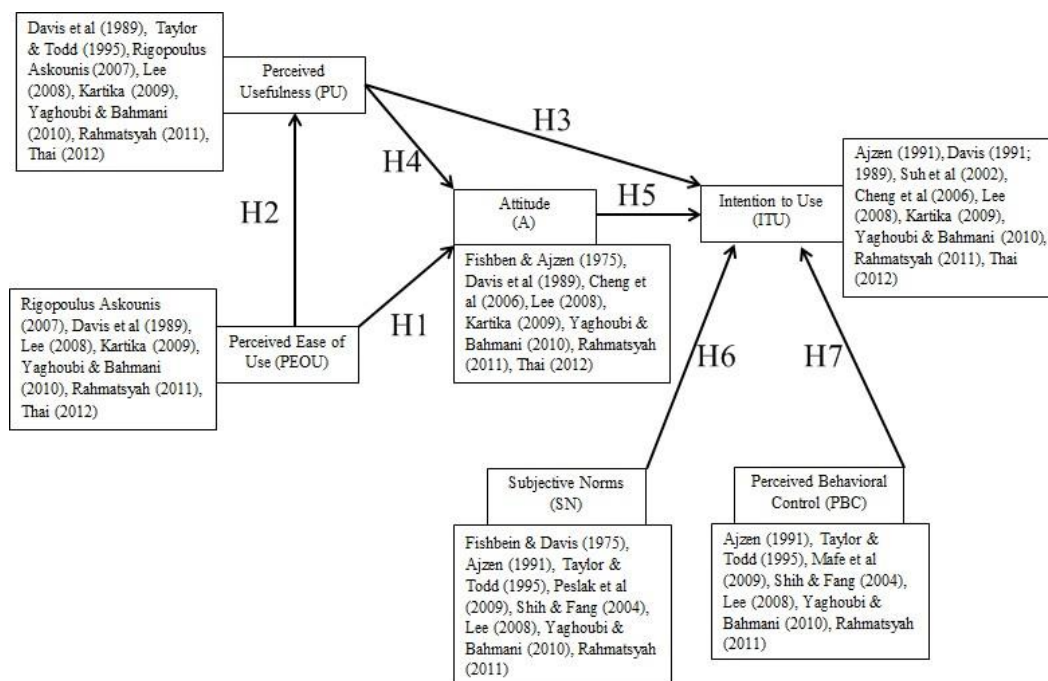 Davis et al (1989), Taylor
& Todd (1995), Rigopoulus
Askounis (2007), Lee
(2008), Kartika (2009),
Yaghoubi & Bahmani
(2010), Rahmatsyah (2011),
Thai (2012)
Perceived
Usefulness (PU)
H3
H4
H2
Attitude
(A)
H5
Intention to Use
(ITU)
Ajzen (1991), Davis (1991;
1989), Suh et al (2002),
Cheng et al (2006), Lee
(2008), Kartika (2009),
Yaghoubi & Bahmani (2010),
Rahmatsyah (2011), Thai
(2012)
Fishben & Ajzen (1975),
Davis et al (1989), Cheng et
al (2006), Lee (2008),
Kartika (2009), Yaghoubi &
Bahmani (2010), Rahmatsyah
(2011), Thai (2012)
Rigopoulus Askounis
(2007), Davis et al (1989),
Lee (2008), Kartika (2009),
Yaghoubi & Bahmani
(2010), Rahmatsyah (2011),
Thai (2012)
Perceived Ease of
Use (PEOU)
H1
H6
H7
Subjective Norms
(SN)
Fishbein & Davis (1975),
Ajzen (1991), Taylor &
Todd (1995), Peslak et al
(2009), Shih & Fang (2004),
Lee (2008), Yaghoubi &
Bahmani (2010), Rahmatsyah
(2011)
Perceived Behavioral
Control (PBC)
Ajzen (1991), Taylor &
Todd (1995), Mafe et al
(2009), Shih & Fang (2004),
Lee (2008), Yaghoubi &
Bahmani (2010), Rahmatsyah
(2011)